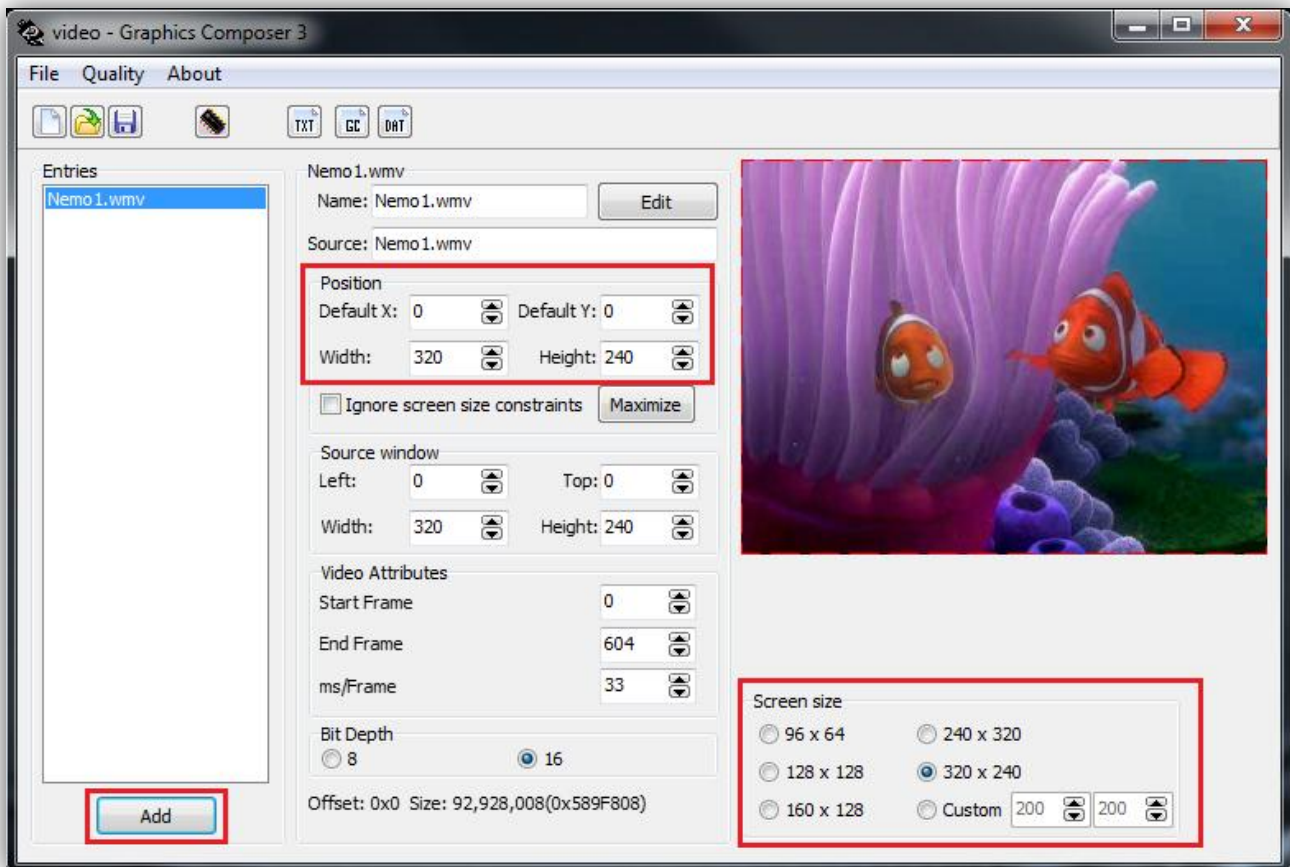 video - Graphics Composer 3
File Quality About
TXT GC DAT
Entries
Nemo1.wmv
Add
Nemo1.wmv
Name: Nemo1.wmv Edit
Source: Nemo1.wmv
Position
Default X: 0 Default Y: 0
Width: 320 Height: 240
Ignore screen size constraints Maximize
Source window
Left: 0 Top: 0
Width: 320 Height: 240
Video Attributes
Start Frame 0
End Frame 604
ms/Frame 33
Bit Depth
8 16
Offset: 0x0 Size: 92,928,008(0x589F808)
Screen size
96 x 64 240 x 320
128 x 128 320 x 240
160 x 128 Custom 200 200